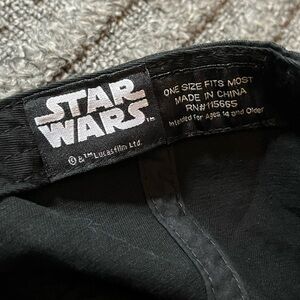 STAR
WARS
© & ™ Lucasfilm Ltd.
ONE SIZE FITS MOST
MADE IN CHINA
RN#115665
Intended For Ages 14 and Older